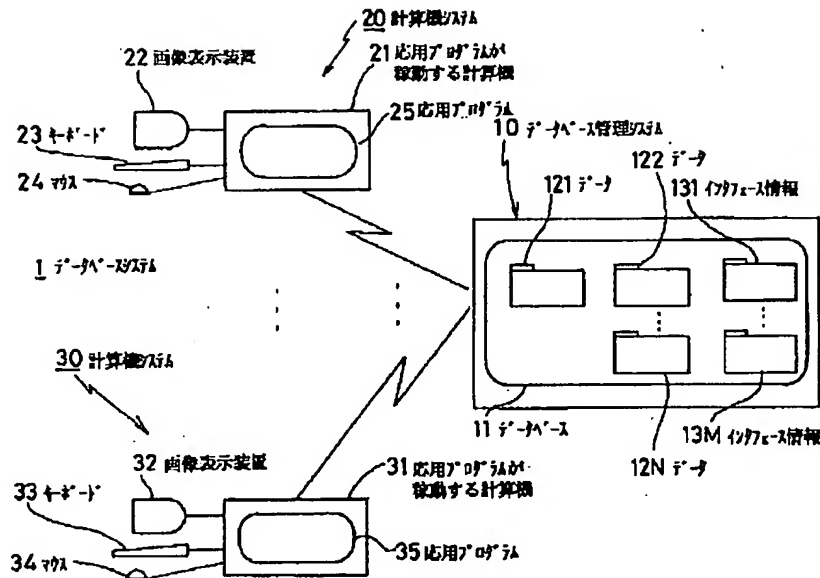 20 計算機システム
22 画像表示装置
21 応用プログラムが
稼動する計算機
25 応用プログラム
23 キーボード
24 マウス
10 データベース管理システム
121 データ
122 データ
131 インタフェース情報
1 データベースシステム
30 計算機システム
11 データベース
13M インタフェース情報
12N データ
32 画像表示装置
31 応用プログラムが
稼動する計算機
33 キーボード
34 マウス
35 応用プログラム